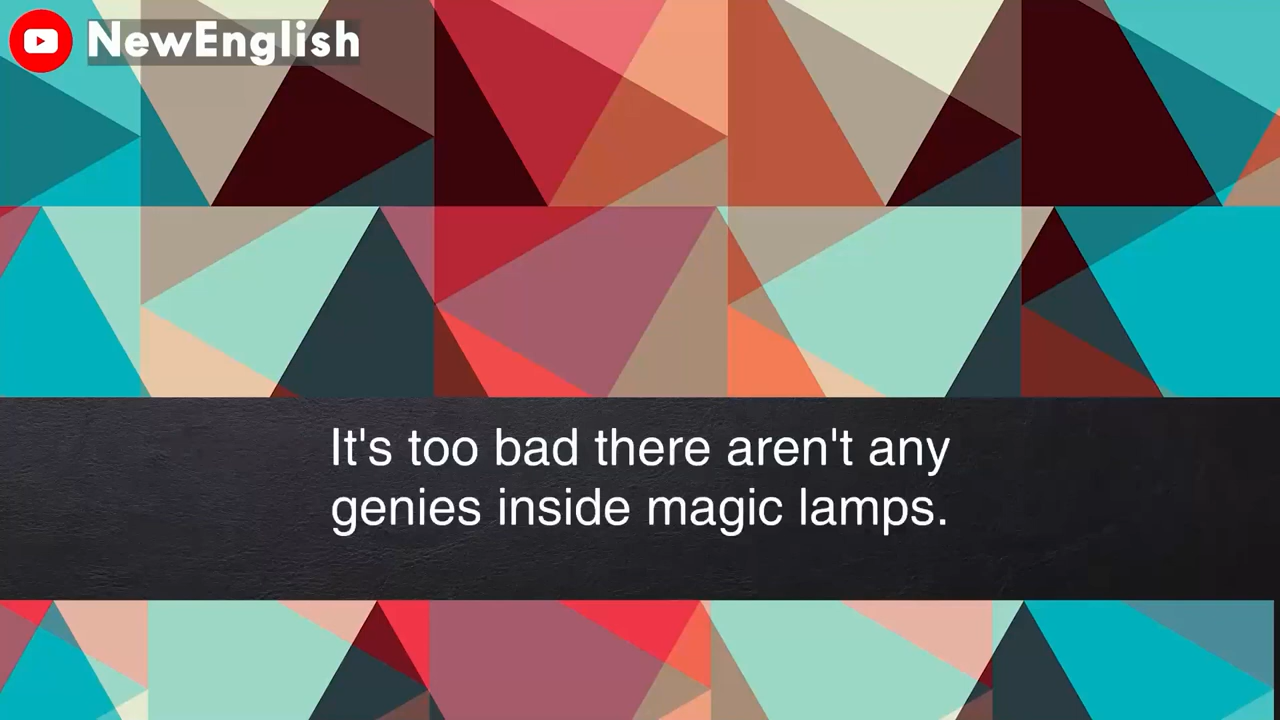 NewEnglish
It's too bad there aren't any
genies inside magic lamps.